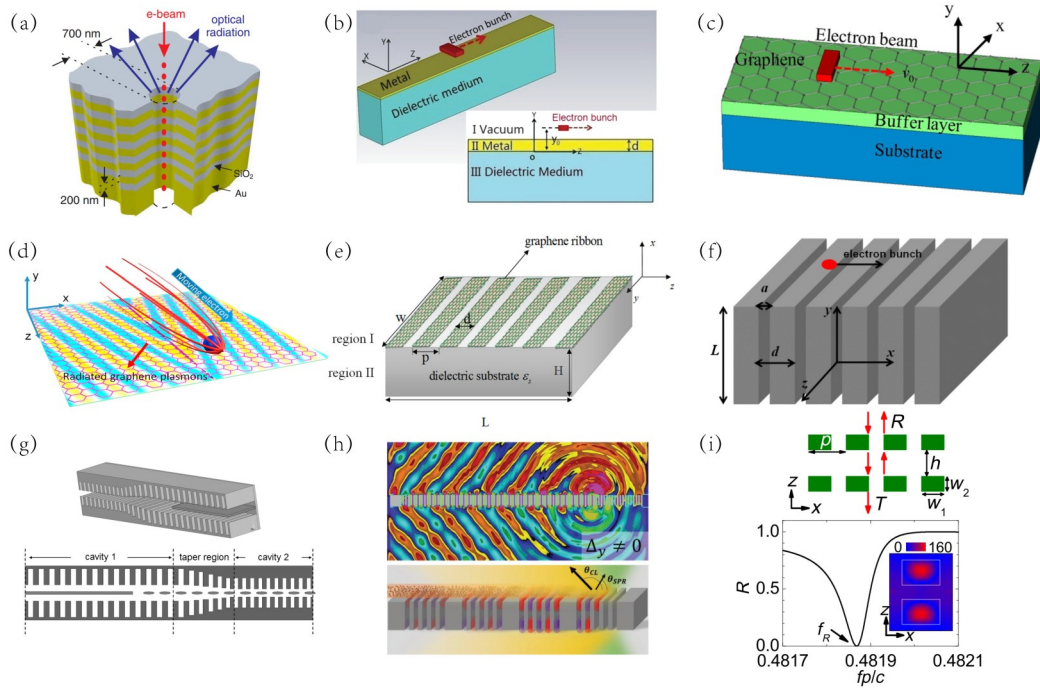 (a)
e-beam
700 nm
optical
radiation
SiO₂
Au
200 nm
(b)
Electron
bunch
Y
X
Z
Metal
Dielectric medium
Electron bunch
I Vacuum
Y
y₀
II Metal
d
O
Z
III Dielectric Medium
(c)
y
x
z
Electron beam
Graphene
v₀
Buffer layer
Substrate
(d)
y
x
z
Moving electron
Radiated graphene plasmons
(e)
graphene ribbon
x
z
y
w
d
region I
p
region II
dielectric substrate εs
H
L
(f)
electron bunch
a
y
L
d
x
z
(g)
cavity 1
taper region
cavity 2
(h)
Δy ≠ 0
θCL
θSPR
(i)
R
p
h
z
x
T
w₂
w₁
1.0
0 160
R
0.5
z
x
fR
0.0
0.4817 0.4819 0.4821
fp/c